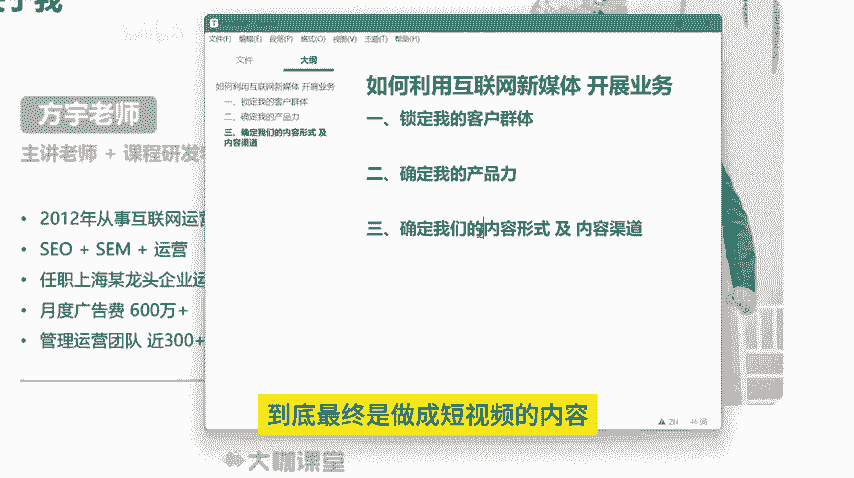 方宇老师
主讲老师 + 课程研发
2012年从事互联网运营
SEO + SEM + 运营
任职上海某龙头企业运
月度广告费 600万+
管理运营团队 近300+
文件(F) 编辑(E) 段落(P) 格式(O) 视图(V) 主题(T) 帮助(H)
文件 大纲
如何利用互联网新媒体 开展业务
一、锁定我的客户群体
二、确定我的产品力
三、确定我们的内容形式 及
内容渠道
如何利用互联网新媒体 开展业务
一、锁定我的客户群体
二、确定我的产品力
三、确定我们的内容形式 及 内容渠道
到底最终是做成短视频的内容
大咖课堂